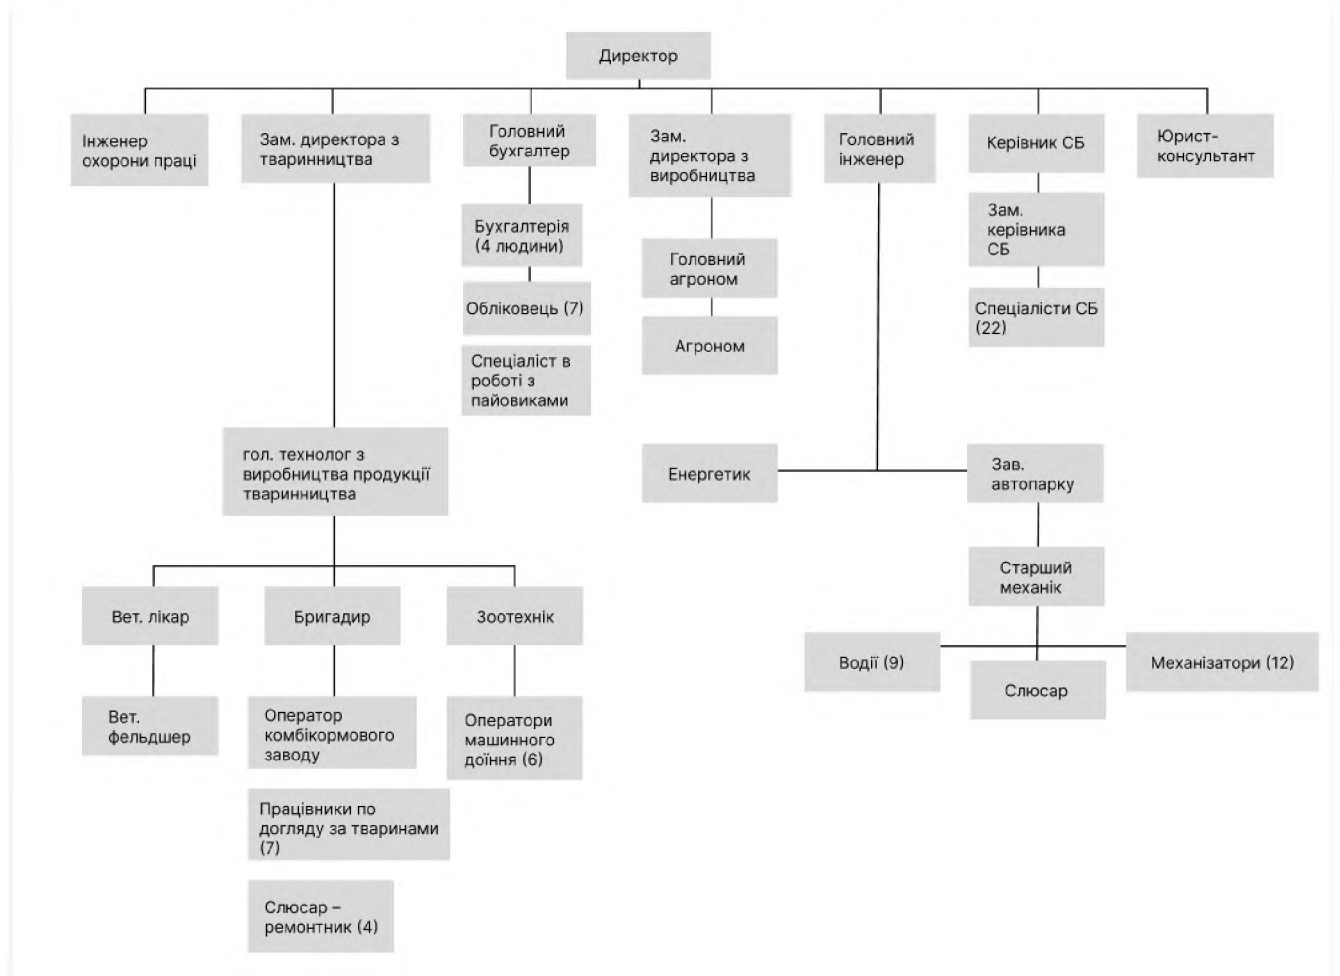 Директор
Інженер
охорони праці
Зам. директора з
тваринництва
Головний
бухгалтер
Зам.
директора з
виробництва
Головний
інженер
Керівник СБ
Юрист-
консультант
Бухгалтерія
(4 людини)
Обліковець (7)
Спеціаліст в
роботі з
пайовиками
Головний
агроном
Агроном
Зам.
керівника
СБ
Спеціалісти СБ
(22)
гол. технолог з
виробництва продукції
тваринництва
Енергетик
Зав.
автопарку
Старший
механік
Водії (9)
Слюсар
Механізатори (12)
Вет. лікар
Бригадир
Зоотехнік
Вет.
фельдшер
Оператор
комбікормового
заводу
Оператори
машинного
доїння (6)
Працівники по
догляду за тваринами
(7)
Слюсар –
ремонтник (4)